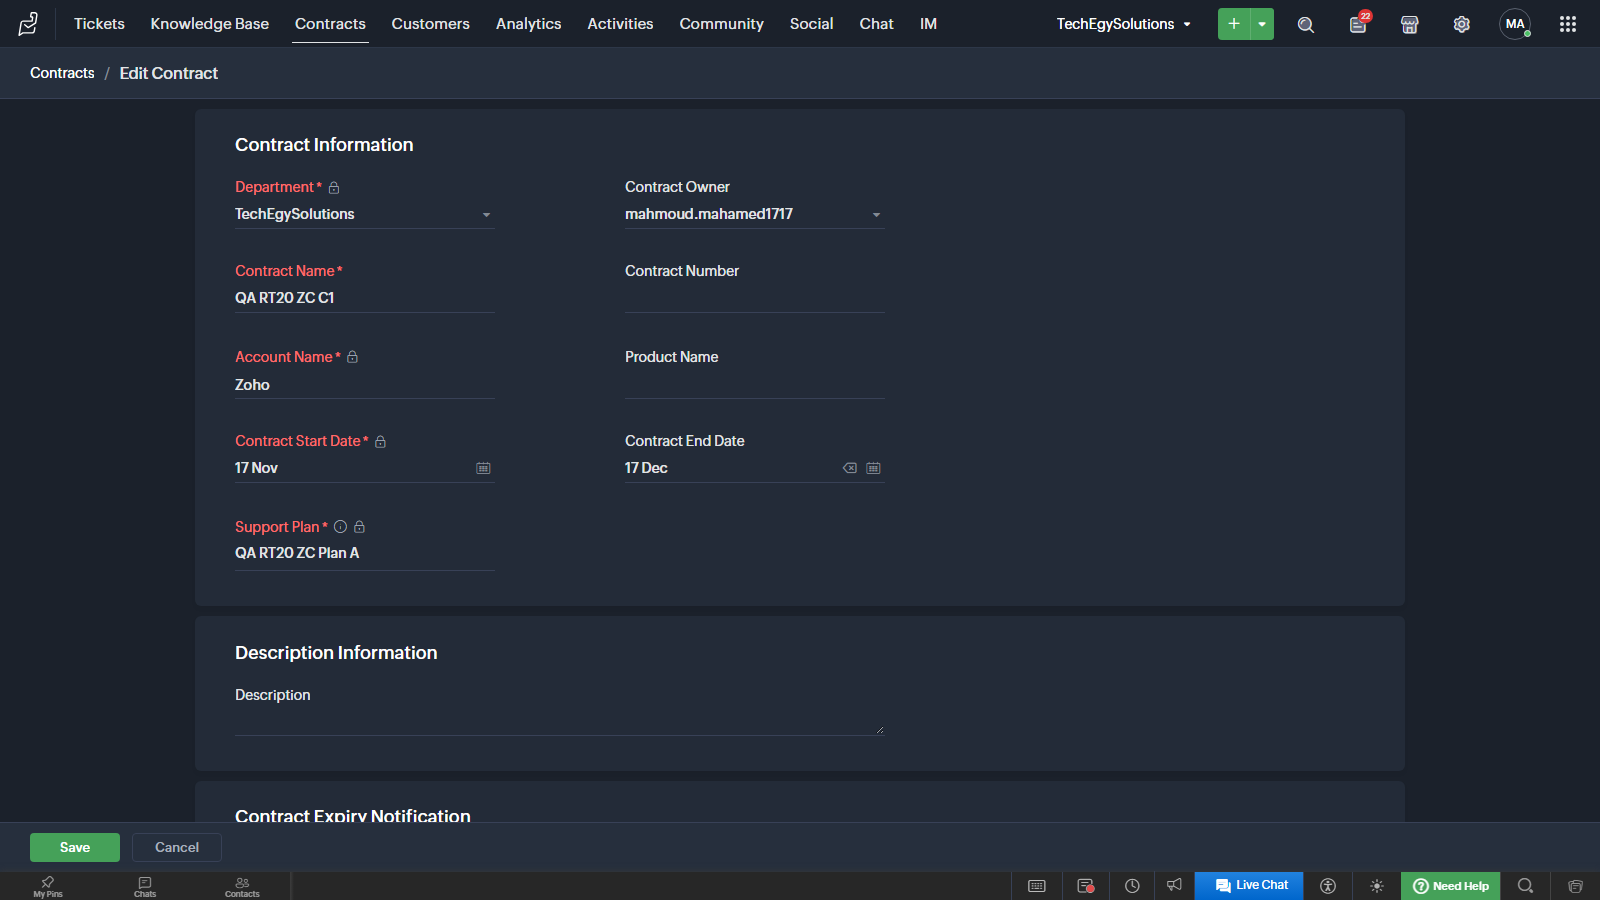 Tickets Knowledge Base Contracts Customers Analytics Activities Community Social Chat IM TechEgySolutions 22 MA
Contracts / Edit Contract
Contract Information
Department * Contract Owner
TechEgySolutions mahmoud.mahamed1717
Contract Name * Contract Number
QA RT20 ZC C1
Account Name * Product Name
Zoho
Contract Start Date * Contract End Date
17 Nov 17 Dec
Support Plan *
QA RT20 ZC Plan A
Description Information
Description
Contract Expiry Notification
Save Cancel
My Pins Chats Contacts Live Chat Need Help